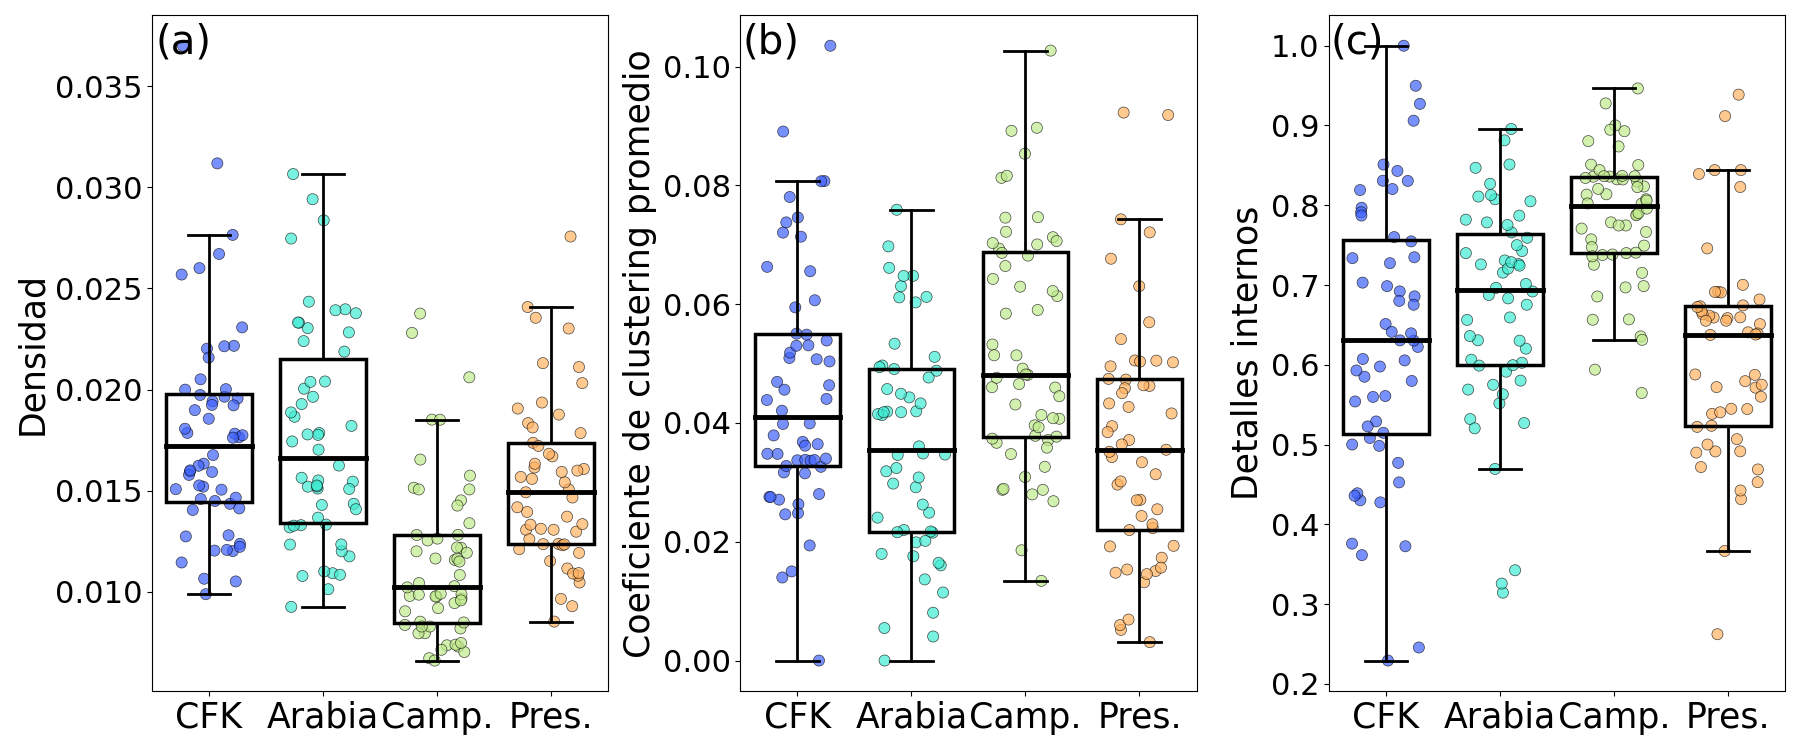 (a)
Densidad
0.035
0.030
0.025
0.020
0.015
0.010
CFK Arabia Camp. Pres.
(b)
Coeficiente de clustering promedio
0.10
0.08
0.06
0.04
0.02
0.00
CFK Arabia Camp. Pres.
(c)
Detalles internos
1.0
0.9
0.8
0.7
0.6
0.5
0.4
0.3
0.2
CFK Arabia Camp. Pres.